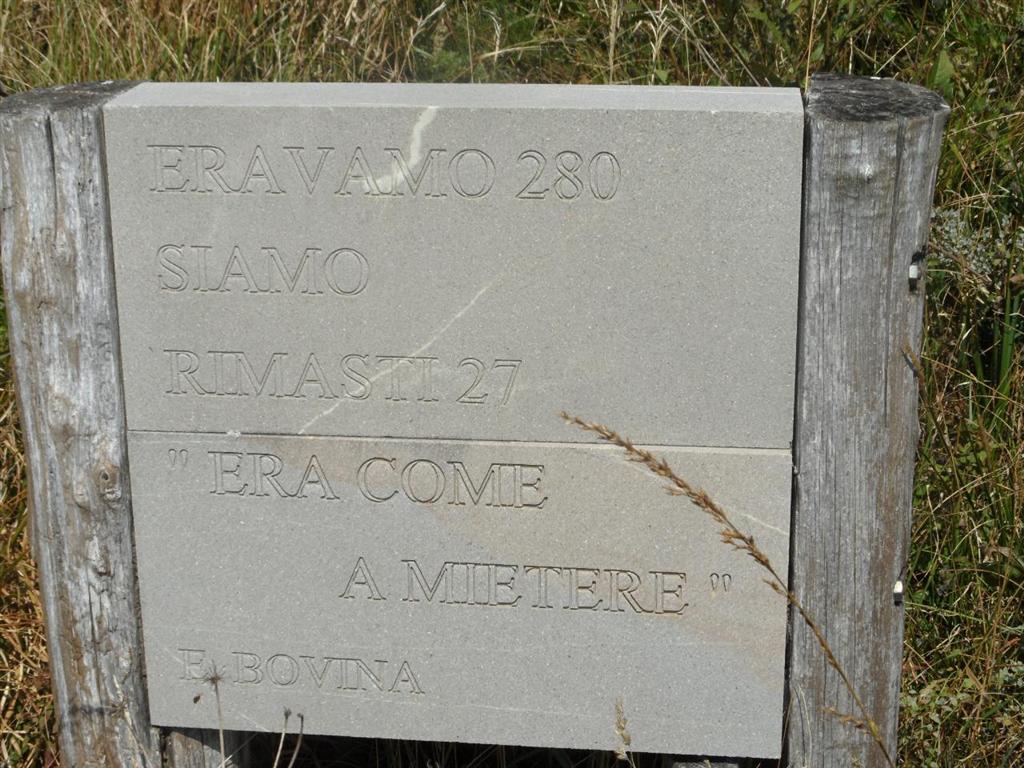 ERAVAMO 280
SIAMO
RIMASTI 27
" ERA COME
A MIETERE "
E. BOVINA